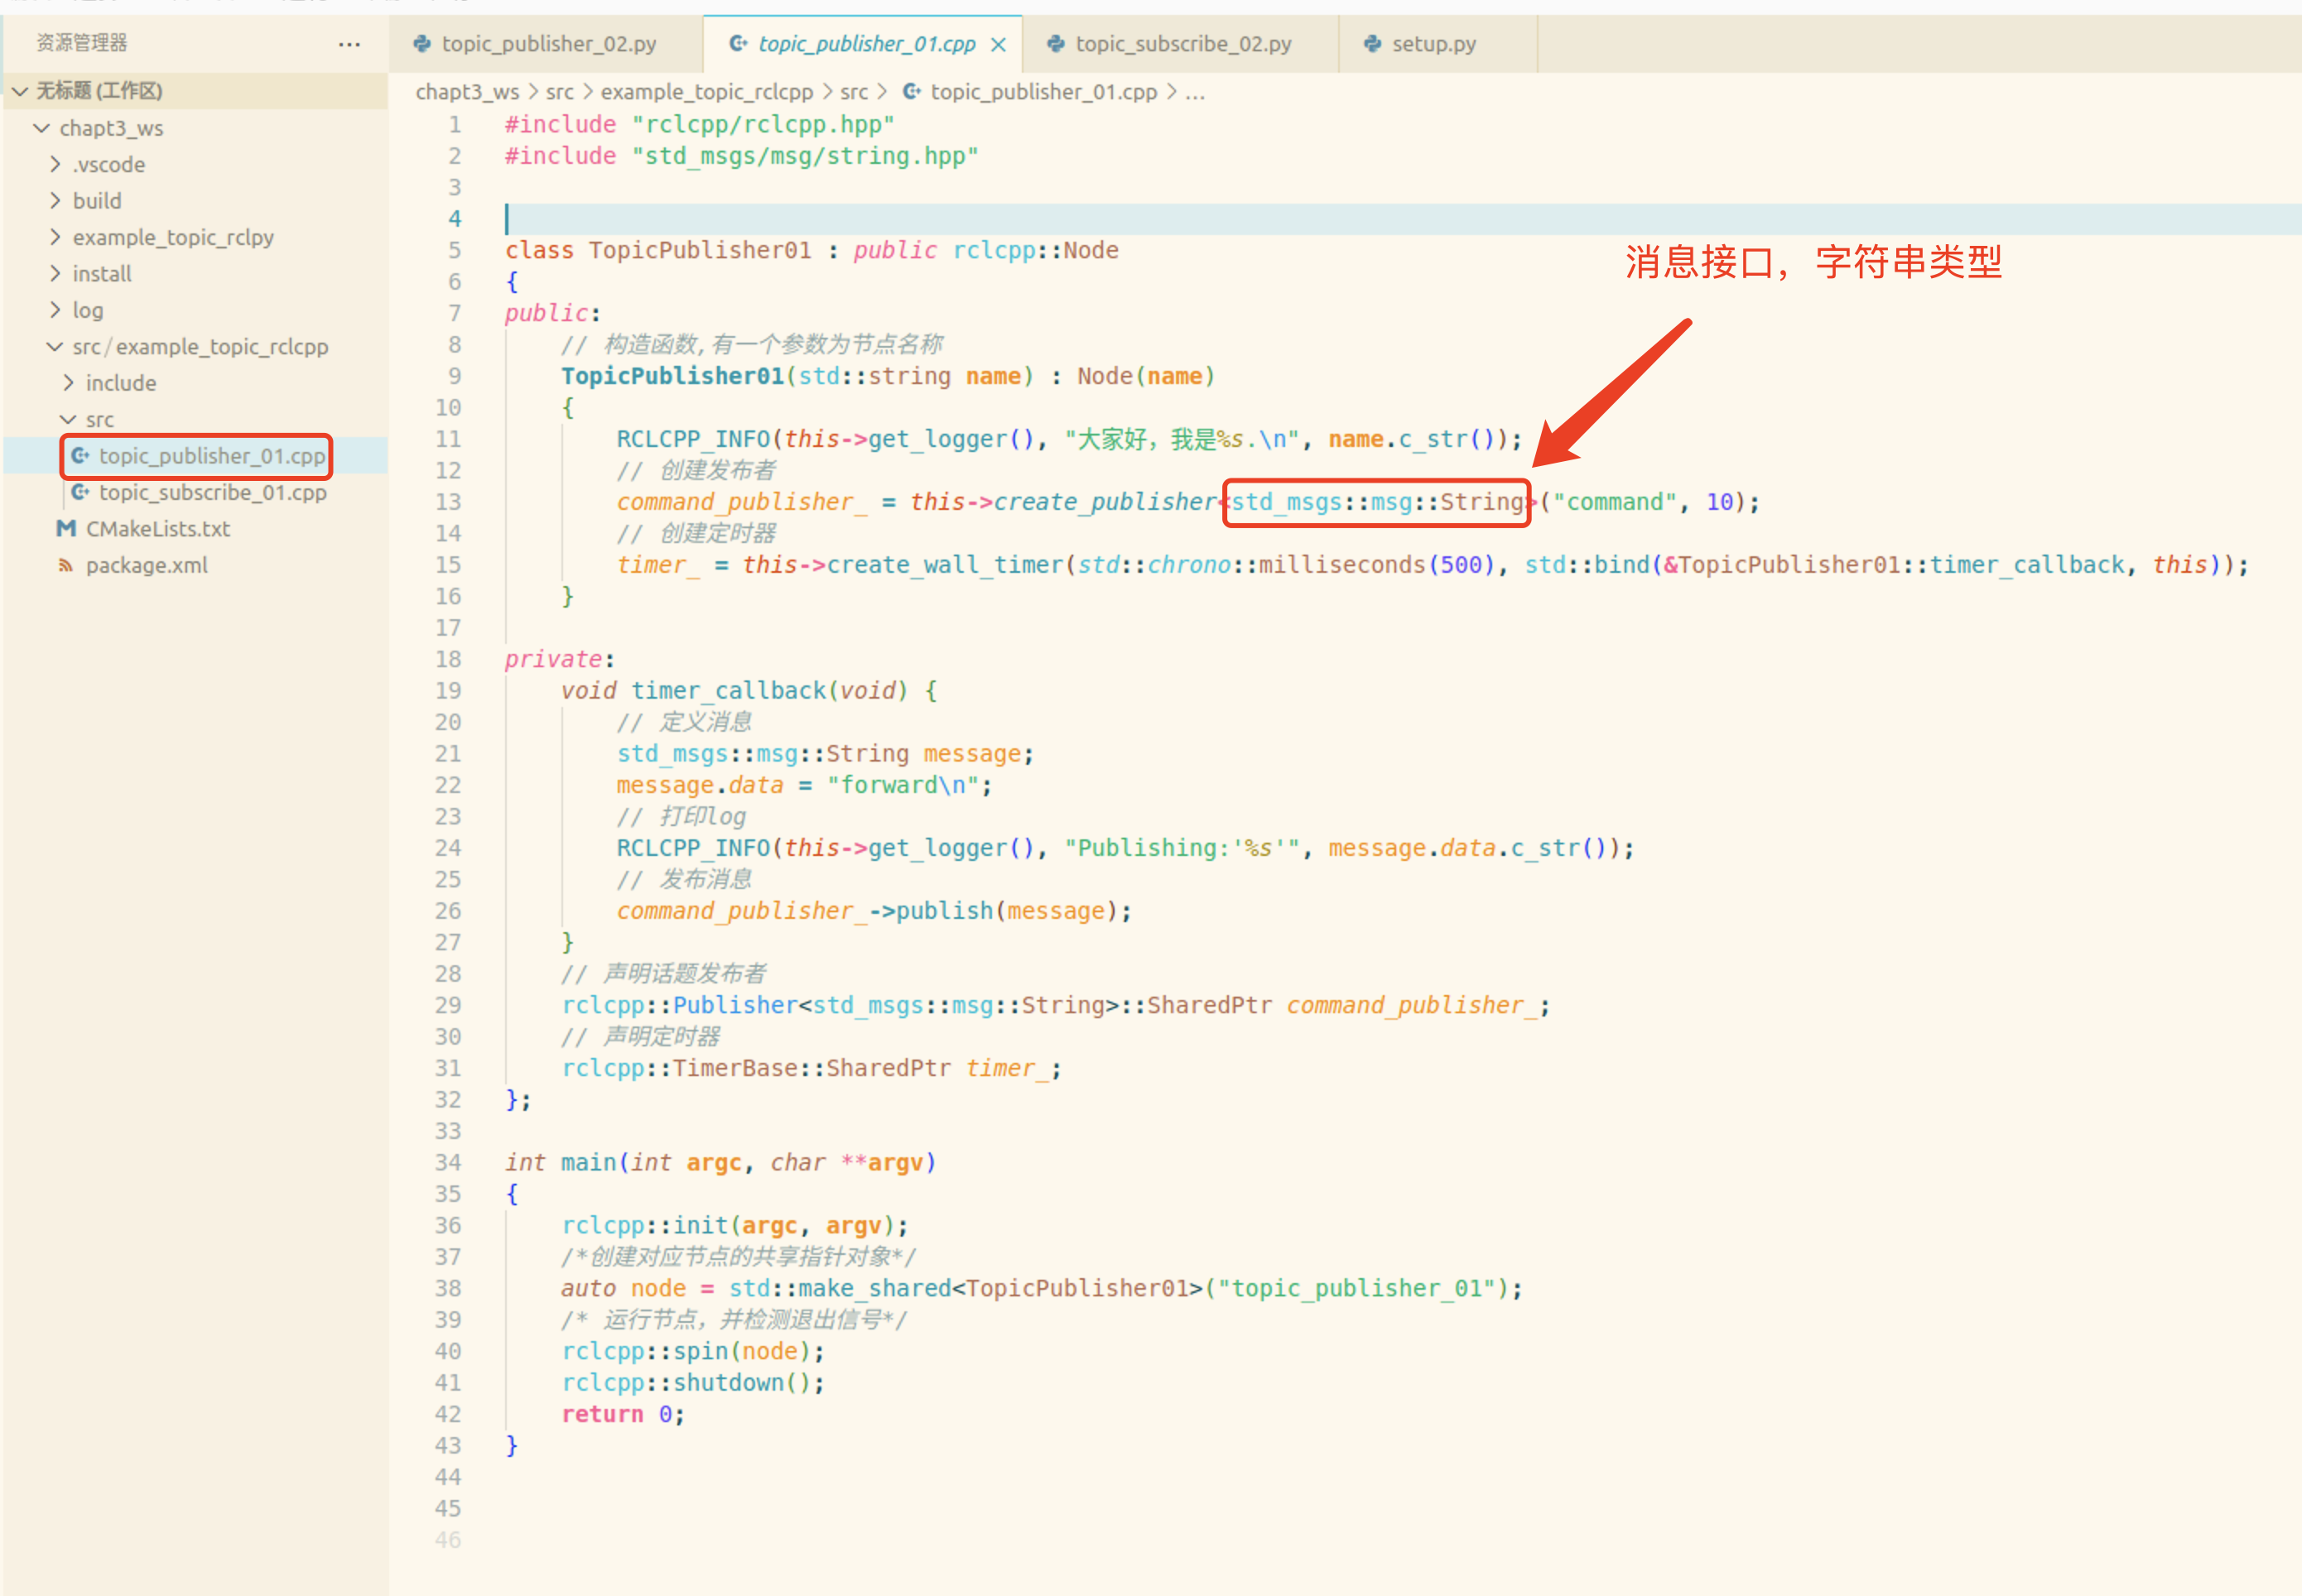 资源管理器 ...
无标题 (工作区)
chapt3_ws
.vscode
build
example_topic_rclpy
install
log
src/example_topic_rclcpp
include
src
topic_publisher_01.cpp
topic_subscribe_01.cpp
CMakeLists.txt
package.xml
topic_publisher_02.py topic_publisher_01.cpp topic_subscribe_02.py setup.py
chapt3_ws > src > example_topic_rclcpp > src > topic_publisher_01.cpp > ...
1 #include "rclcpp/rclcpp.hpp"
2 #include "std_msgs/msg/string.hpp"
3
4
5 class TopicPublisher01 : public rclcpp::Node
6 {
7 public:
8     // 构造函数,有一个参数为节点名称
9     TopicPublisher01(std::string name) : Node(name)
10     {
11         RCLCPP_INFO(this->get_logger(), "大家好，我是%s.\n", name.c_str());
12         // 创建发布者
13         command_publisher_ = this->create_publisher<std_msgs::msg::String>("command", 10);
14         // 创建定时器
15         timer_ = this->create_wall_timer(std::chrono::milliseconds(500), std::bind(&TopicPublisher01::timer_callback, this));
16     }
17
18 private:
19     void timer_callback(void) {
20         // 定义消息
21         std_msgs::msg::String message;
22         message.data = "forward\n";
23         // 打印log
24         RCLCPP_INFO(this->get_logger(), "Publishing:'%s'", message.data.c_str());
25         // 发布消息
26         command_publisher_->publish(message);
27     }
28     // 声明话题发布者
29     rclcpp::Publisher<std_msgs::msg::String>::SharedPtr command_publisher_;
30     // 声明定时器
31     rclcpp::TimerBase::SharedPtr timer_;
32 };
33
34 int main(int argc, char **argv)
35 {
36     rclcpp::init(argc, argv);
37     /*创建对应节点的共享指针对象*/
38     auto node = std::make_shared<TopicPublisher01>("topic_publisher_01");
39     /* 运行节点，并检测退出信号*/
40     rclcpp::spin(node);
41     rclcpp::shutdown();
42     return 0;
43 }
44
45
46
消息接口，字符串类型